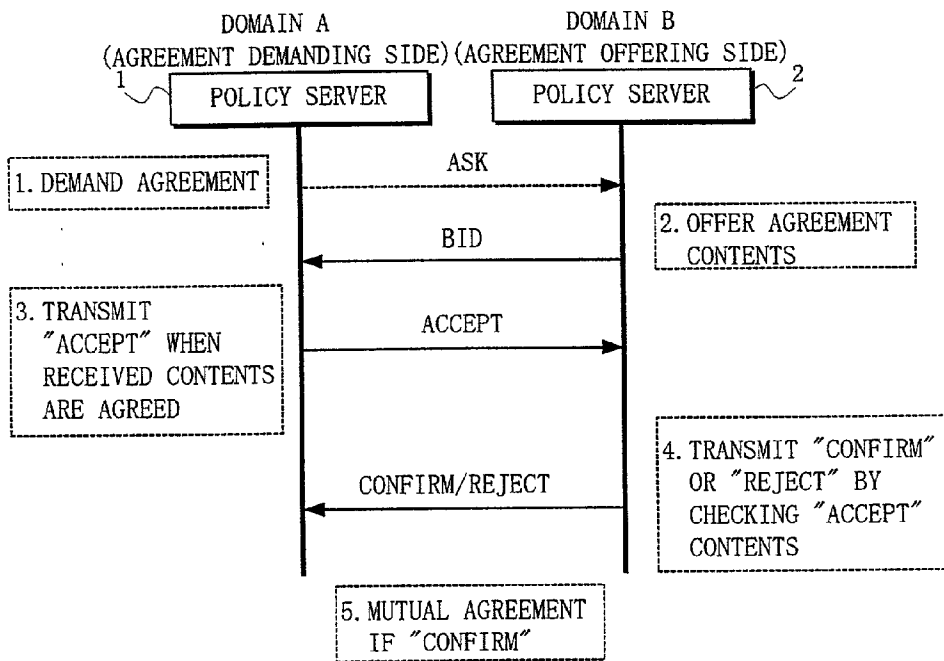 DOMAIN A
(AGREEMENT DEMANDING SIDE)
DOMAIN B
(AGREEMENT OFFERING SIDE)
1
POLICY SERVER
POLICY SERVER
2
1. DEMAND AGREEMENT
ASK
2. OFFER AGREEMENT
CONTENTS
BID
3. TRANSMIT
"ACCEPT" WHEN
RECEIVED CONTENTS
ARE AGREED
ACCEPT
4. TRANSMIT "CONFIRM"
OR "REJECT" BY
CHECKING "ACCEPT"
CONTENTS
CONFIRM/REJECT
5. MUTUAL AGREEMENT
IF "CONFIRM"